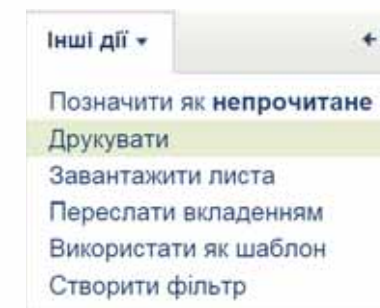 Інші дії
Позначити як непрочитане
Друкувати
Завантажити листа
Переслати вкладенням
Використати як шаблон
Створити фільтр